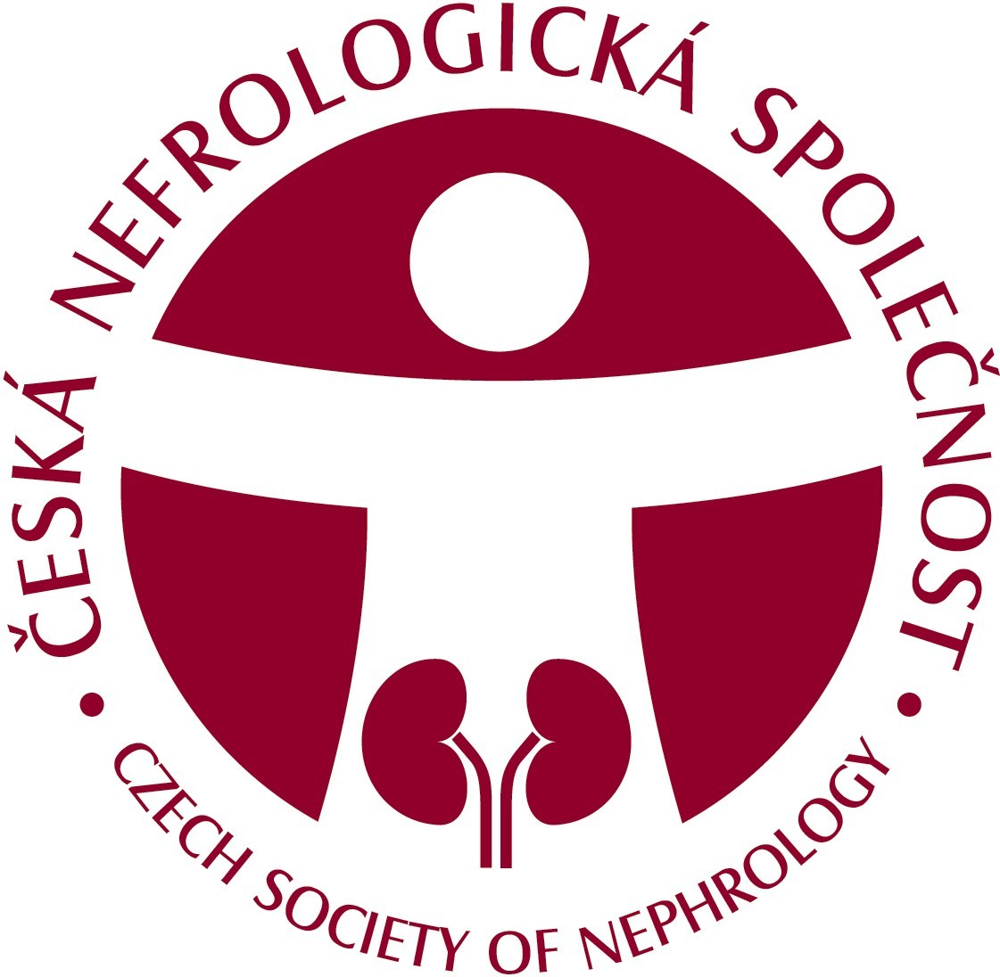 ČESKÁ NEFROLOGICKÁ SPOLEČNOST
• CZECH SOCIETY OF NEPHROLOGY •